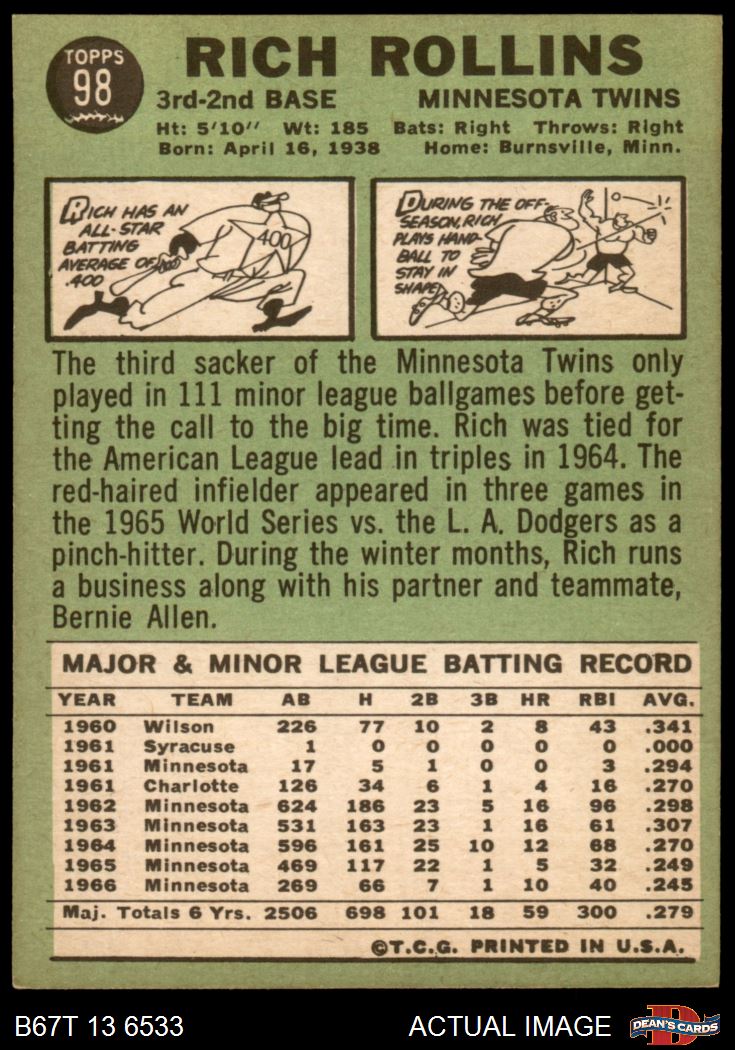 TOPPS
98
RICH ROLLINS
3rd-2nd BASE MINNESOTA TWINS
Ht: 5'10" Wt: 185 Bats: Right Throws: Right
Born: April 16, 1938 Home: Burnsville, Minn.
RICH HAS AN
ALL-STAR
BATTING
AVERAGE OF
.400
400
DURING THE OFF-
SEASON, RICH
PLAYS HAND-
BALL TO
STAY IN
SHAPE
The third sacker of the Minnesota Twins only
played in 111 minor league ballgames before get-
ting the call to the big time. Rich was tied for
the American League lead in triples in 1964. The
red-haired infielder appeared in three games in
the 1965 World Series vs. the L. A. Dodgers as a
pinch-hitter. During the winter months, Rich runs
a business along with his partner and teammate,
Bernie Allen.
MAJOR & MINOR LEAGUE BATTING RECORD
YEAR TEAM AB H 2B 3B HR RBI AVG.
1960 Wilson 226 77 10 2 8 43 .341
1961 Syracuse 1 0 0 0 0 0 .000
1961 Minnesota 17 5 1 0 0 3 .294
1961 Charlotte 126 34 6 1 4 16 .270
1962 Minnesota 624 186 23 5 16 96 .298
1963 Minnesota 531 163 23 1 16 61 .307
1964 Minnesota 596 161 25 10 12 68 .270
1965 Minnesota 469 117 22 1 5 32 .249
1966 Minnesota 269 66 7 1 10 40 .245
Maj. Totals 6 Yrs. 2506 698 101 18 59 300 .279
©T.C.G. PRINTED IN U.S.A.
B67T 13 6533 ACTUAL IMAGE
DEAN'S CARDS